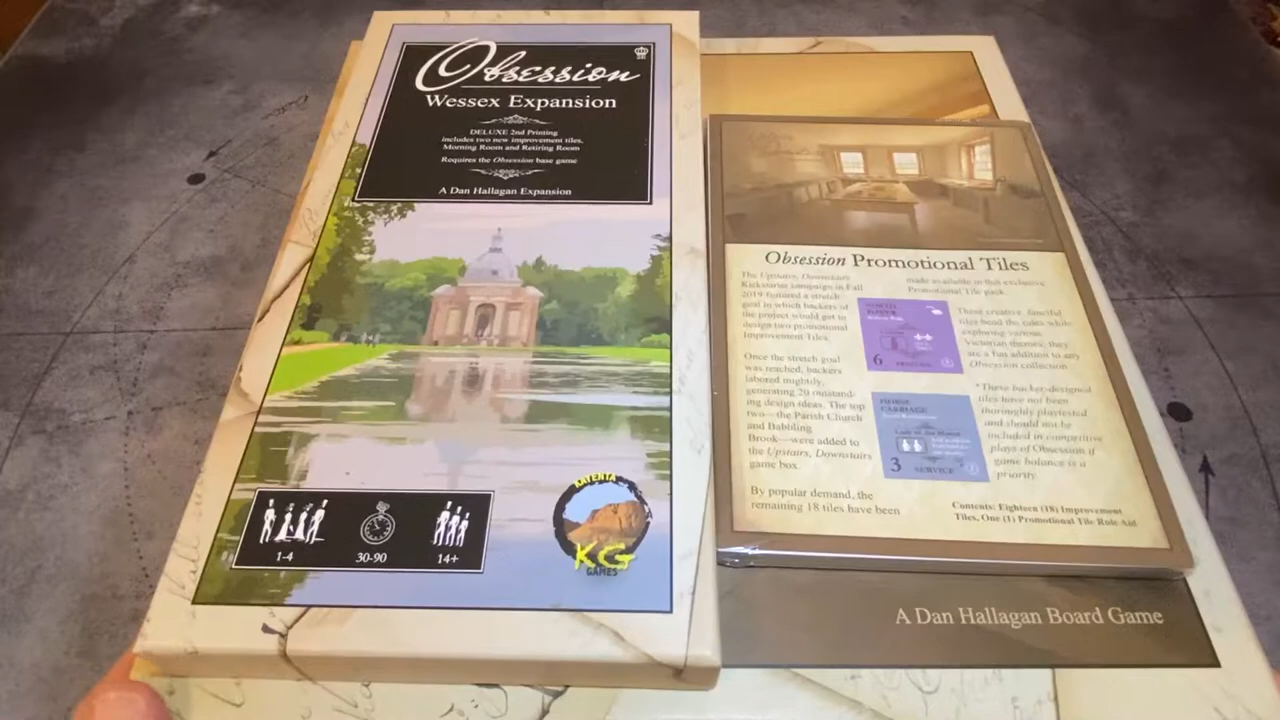 Obsession
Wessex Expansion
DELUXE 2nd Printing
includes two new improvement tiles,
Morning Room and Retiring Room
Requires the Obsession base game
A Dan Hallagan Expansion
1-4
30-90
14+
KAYENTA
KG
GAMES
Obsession Promotional Tiles
The Upstairs, Downstairs
Kickstarter campaign in Fall
2019 featured a stretch
goal in which backers of
the project would get to
design two promotional
Improvement Tiles.
Once the stretch goal
was reached, backers
labored mightily,
generating 20 outstand-
ing design ideas. The top
two—the Parish Church
and Babbling
Brook—were added to
the Upstairs, Downstairs
game box.
By popular demand, the
remaining 18 tiles have been
made available in this exclusive
Promotional Tile pack.
6
PRESTIGE
HORSE
CARRIAGE
3
SERVICE
These creative, fanciful
tiles bend the rules while
exploring various
Victorian themes; they
are a fun addition to any
Obsession collection.
*These backer-designed
tiles have not been
thoroughly playtested
and should not be
included in competitive
plays of Obsession if
game balance is a
priority.
Contents: Eighteen (18) Improvement
Tiles, One (1) Promotional Tile Rule Aid
A Dan Hallagan Board Game